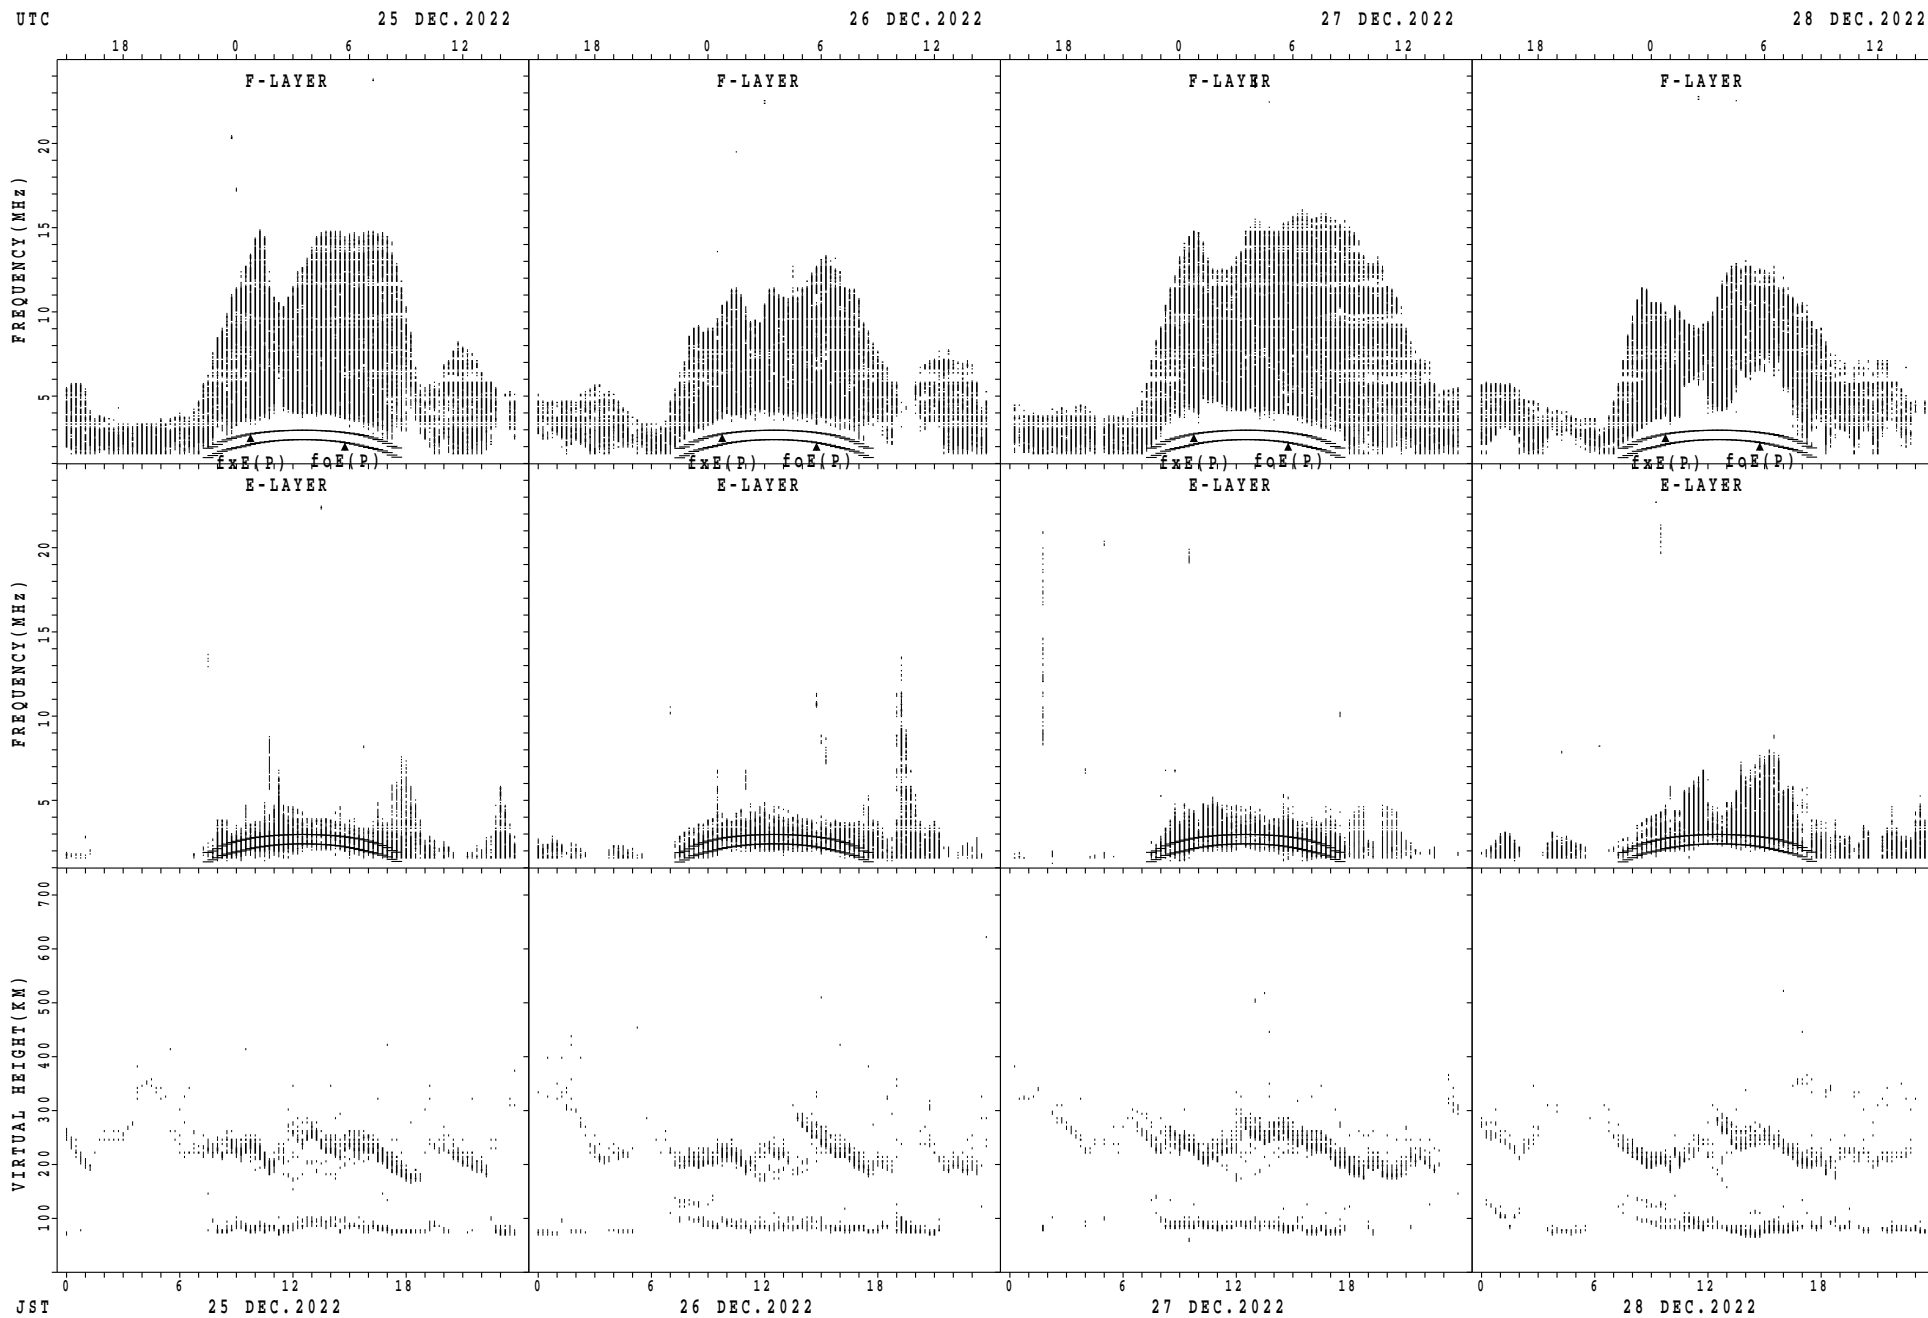 UTC 25 DEC.2022 26 DEC.2022 27 DEC.2022 28 DEC.2022
18 0 6 12 18 0 6 12 18 0 6 12 18 0 6 12
F-LAYER F-LAYER F-LAYER F-LAYER
FREQUENCY(MHz)
20
15
10
5
fxE(P) foE(P) fxE(P) foE(P) fxE(P) foE(P) fxE(P) foE(P)
E-LAYER E-LAYER E-LAYER E-LAYER
FREQUENCY(MHz)
20
15
10
5
VIRTUAL HEIGHT(KM)
700
600
500
400
300
200
100
0 6 12 18 0 6 12 18 0 6 12 18 0 6 12 18
JST 25 DEC.2022 26 DEC.2022 27 DEC.2022 28 DEC.2022